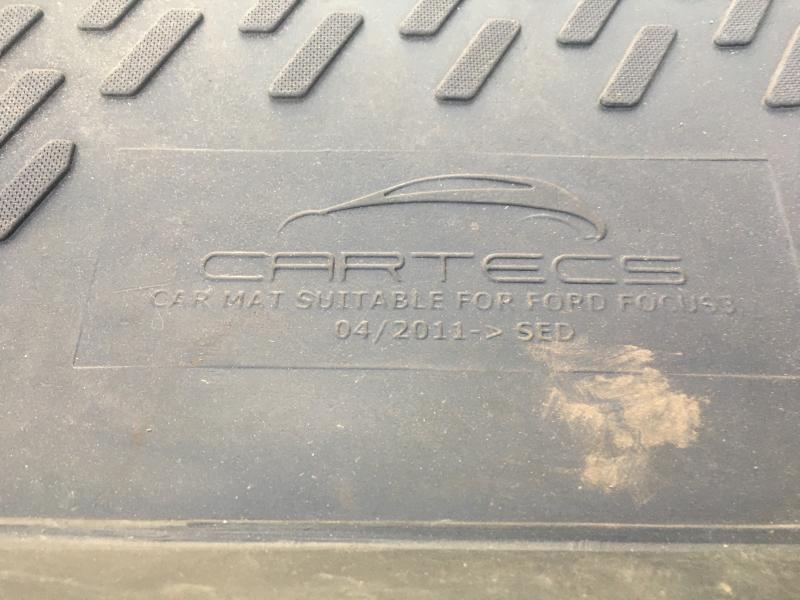 CARTECS
CAR MAT SUITABLE FOR FORD FOCUS3
04/2011-> SED